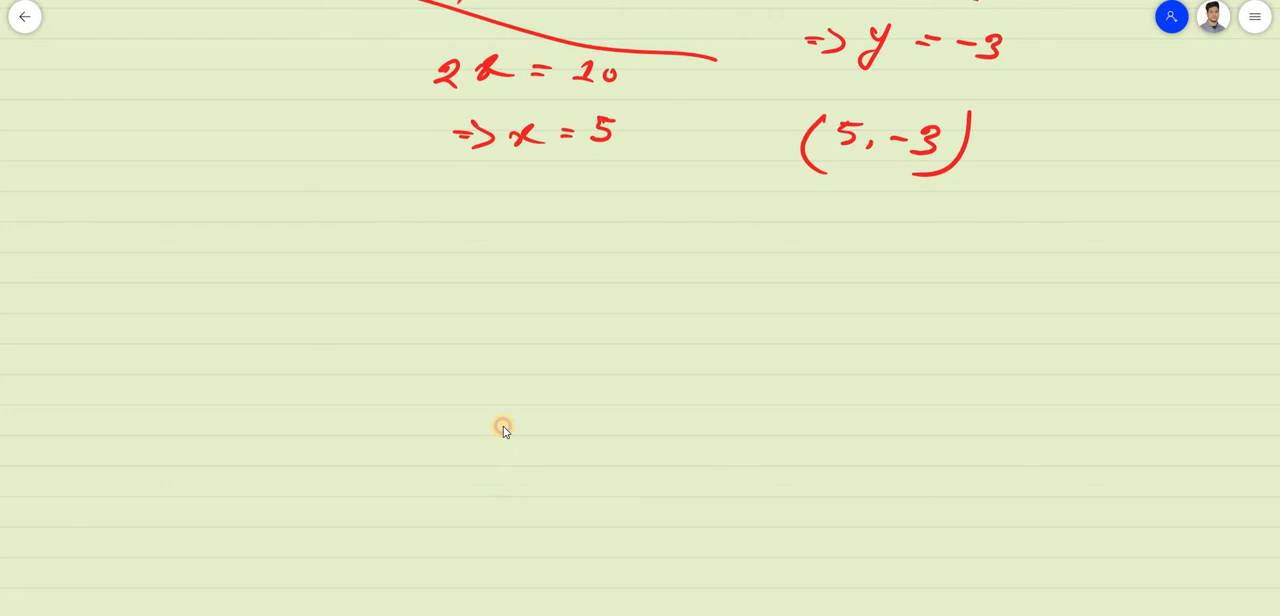 2x = 10
=> x = 5
=> y = -3
(5, -3)